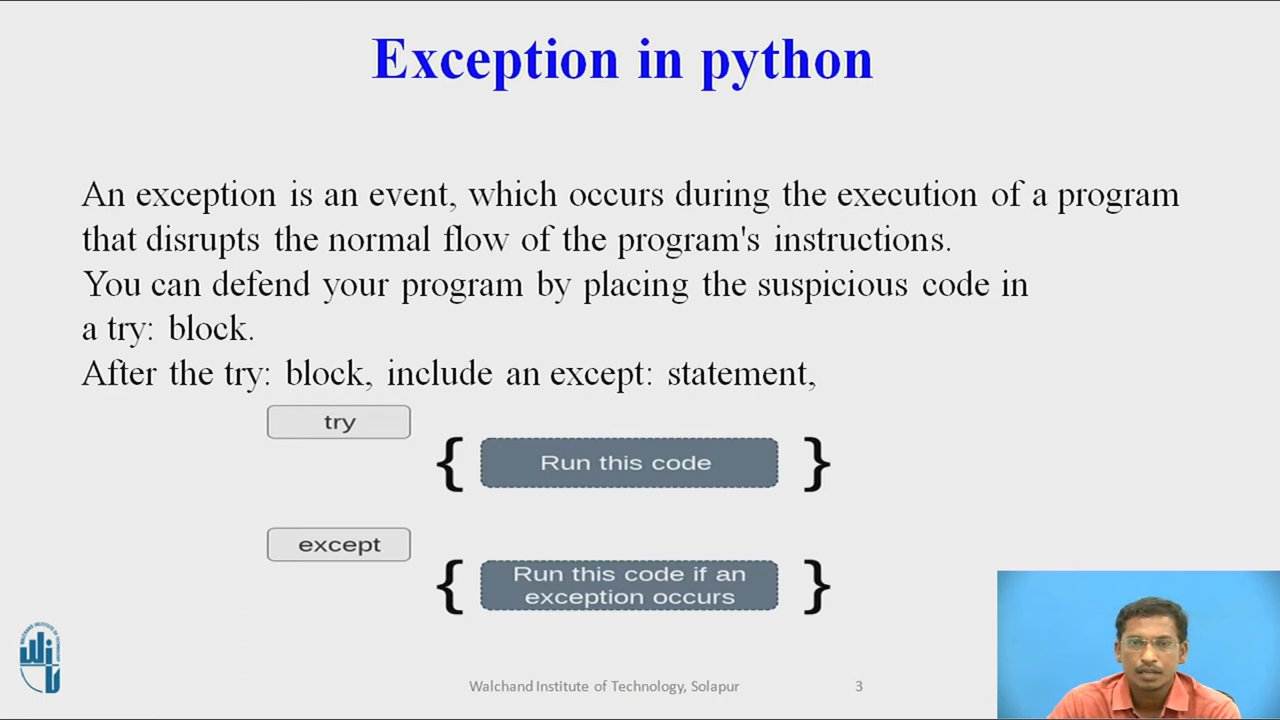 Exception in python
An exception is an event, which occurs during the execution of a program
that disrupts the normal flow of the program's instructions.
You can defend your program by placing the suspicious code in
a try: block.
After the try: block, include an except: statement,
try
{ Run this code }
except
{ Run this code if an
exception occurs }
Walchand Institute of Technology, Solapur 3